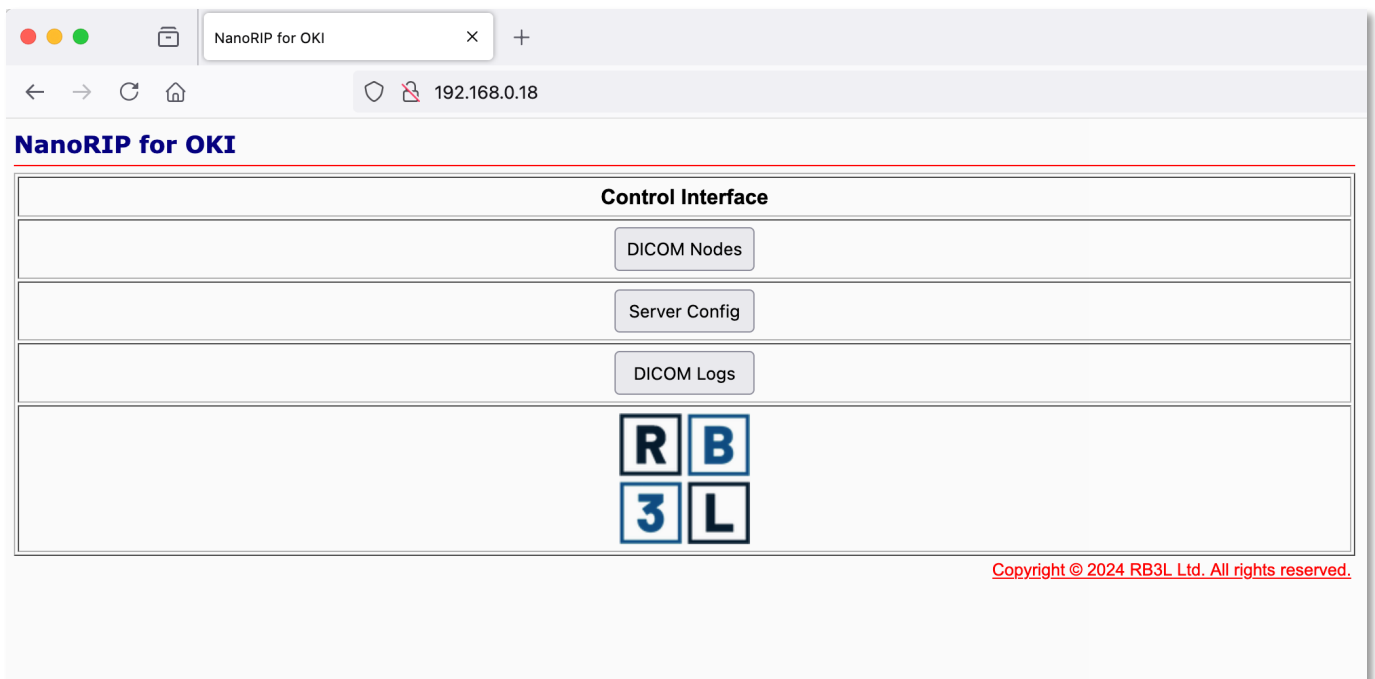 NanoRIP for OKI
192.168.0.18
NanoRIP for OKI
Control Interface
DICOM Nodes
Server Config
DICOM Logs
R B
3 L
Copyright © 2024 RB3L Ltd. All rights reserved.